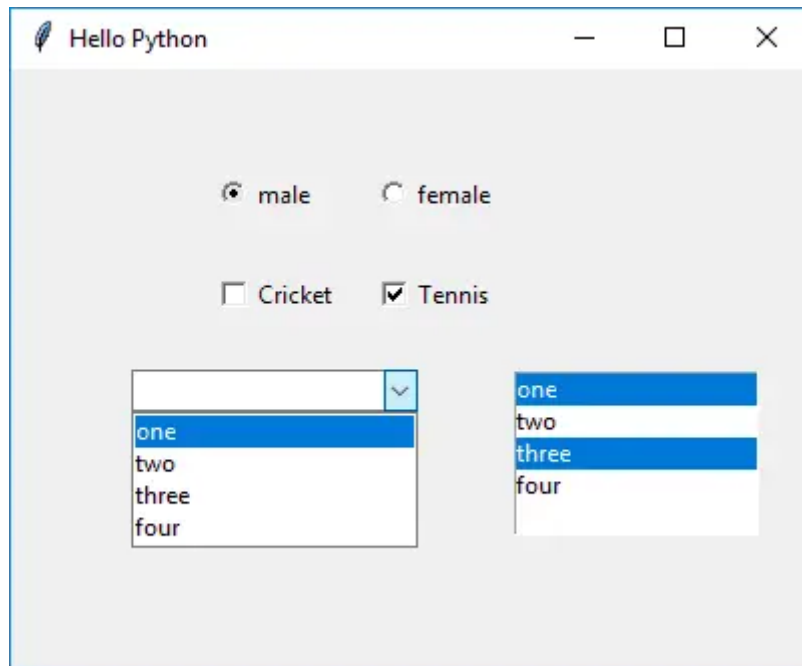 Hello Python
male female
Cricket Tennis
one
two
three
four
one
two
three
four